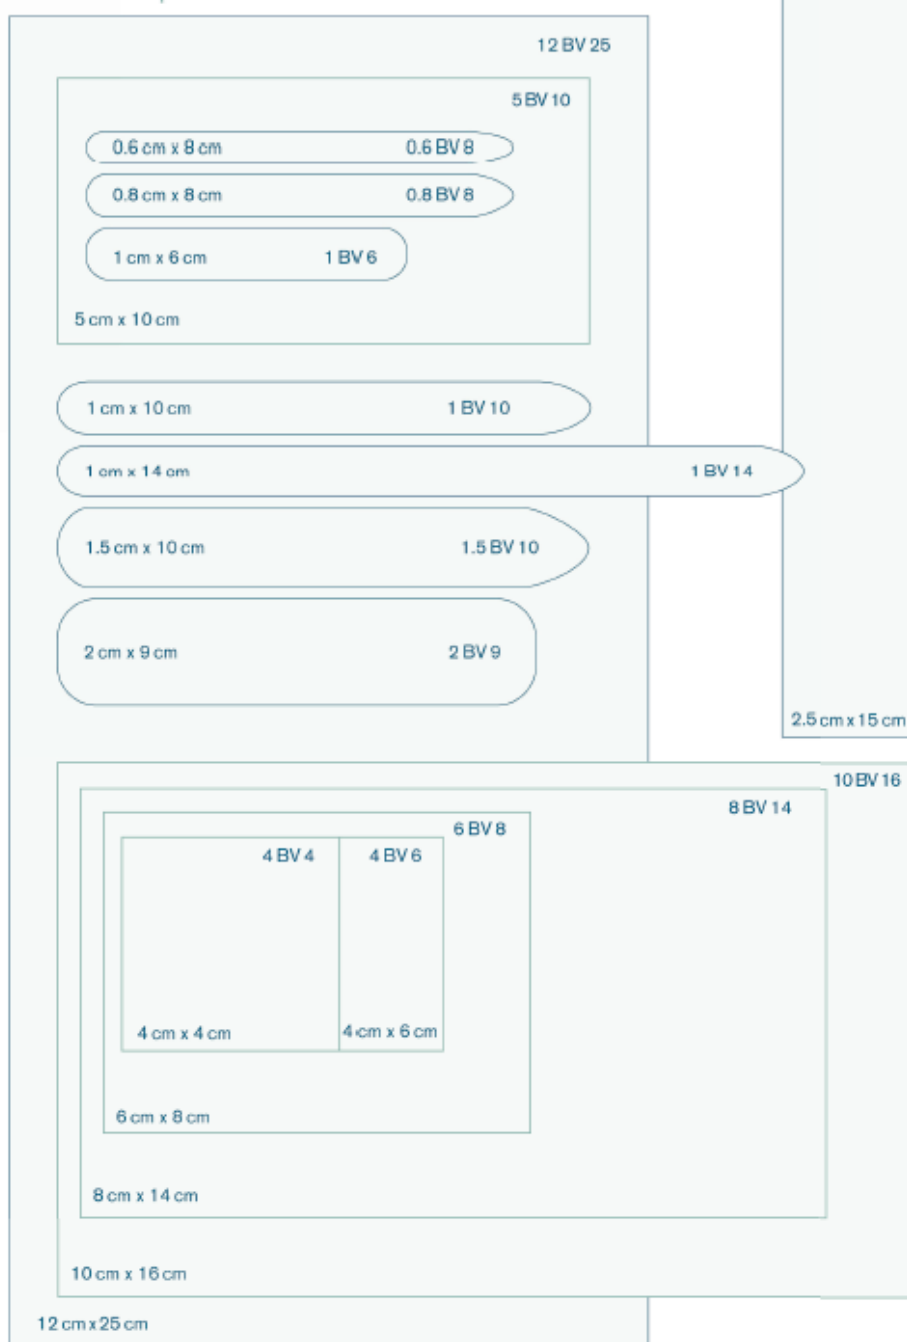 12 BV 25
5 BV 10
0.6 cm x 8 cm 0.6 BV 8
0.8 cm x 8 cm 0.8 BV 8
1 cm x 6 cm 1 BV 6
5 cm x 10 cm
1 cm x 10 cm 1 BV 10
1 cm x 14 cm 1 BV 14
1.5 cm x 10 cm 1.5 BV 10
2 cm x 9 cm 2 BV 9
2.5 cm x 15 cm
10 BV 16
8 BV 14
6 BV 8
4 BV 4 4 BV 6
4 cm x 4 cm 4 cm x 6 cm
6 cm x 8 cm
8 cm x 14 cm
10 cm x 16 cm
12 cm x 25 cm